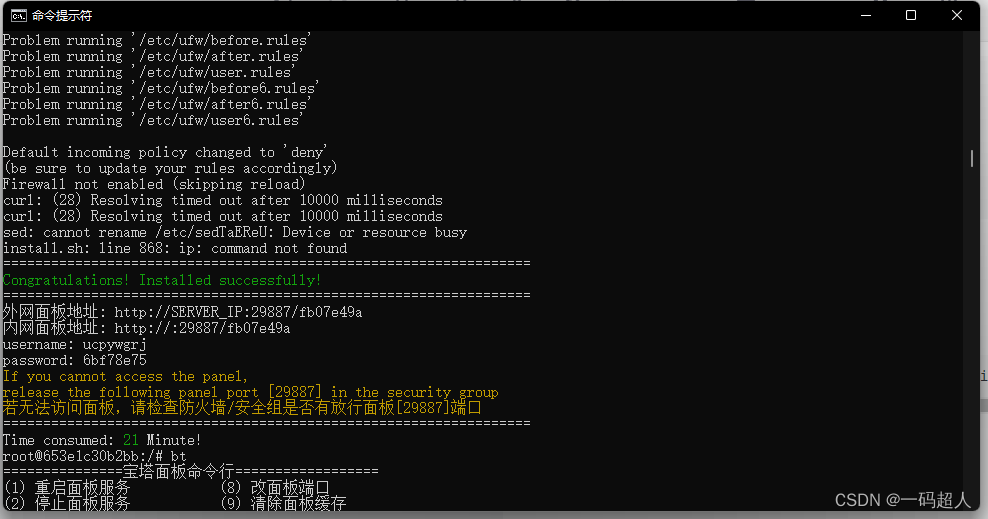 命令提示符
Problem running '/etc/ufw/before.rules'
Problem running '/etc/ufw/after.rules'
Problem running '/etc/ufw/user.rules'
Problem running '/etc/ufw/before6.rules'
Problem running '/etc/ufw/after6.rules'
Problem running '/etc/ufw/user6.rules'
Default incoming policy changed to 'deny'
(be sure to update your rules accordingly)
Firewall not enabled (skipping reload)
curl: (28) Resolving timed out after 10000 milliseconds
curl: (28) Resolving timed out after 10000 milliseconds
sed: cannot rename /etc/sedTaEReU: Device or resource busy
install.sh: line 868: ip: command not found
==================================================================
Congratulations! Installed successfully!
==================================================================
外网面板地址: http://SERVER_IP:29887/fb07e49a
内网面板地址: http://:29887/fb07e49a
username: ucpywgrj
password: 6bf78e75
If you cannot access the panel,
release the following panel port [29887] in the security group
若无法访问面板，请检查防火墙/安全组是否有放行面板[29887]端口
==================================================================
Time consumed: 21 Minute!
root@653e1c30b2bb:/# bt
===============宝塔面板命令行==================
(1) 重启面板服务 (8) 改面板端口
(2) 停止面板服务 (9) 清除面板缓存
CSDN @一码超人